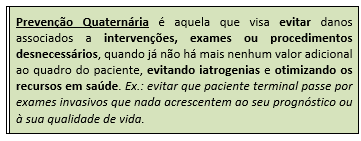 Prevenção Quaternária é aquela que visa evitar danos
associados a intervenções, exames ou procedimentos
desnecessários, quando já não há mais nenhum valor adicional
ao quadro do paciente, evitando iatrogenias e otimizando os
recursos em saúde. Ex.: evitar que paciente terminal passe por
exames invasivos que nada acrescentem ao seu prognóstico ou
à sua qualidade de vida.